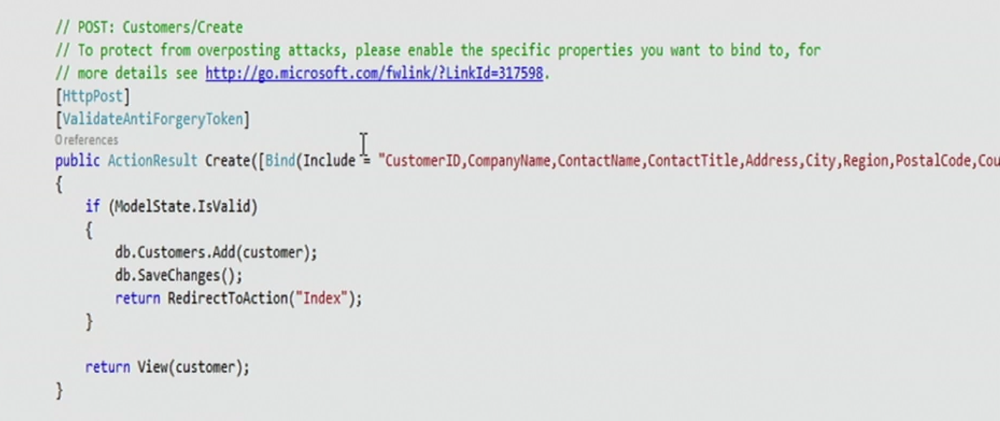 // POST: Customers/Create
// To protect from overposting attacks, please enable the specific properties you want to bind to, for
// more details see http://go.microsoft.com/fwlink/?LinkId=317598.
[HttpPost]
[ValidateAntiForgeryToken]
0 references
public ActionResult Create([Bind(Include = "CustomerID,CompanyName,ContactName,ContactTitle,Address,City,Region,PostalCode,Cou
{
if (ModelState.IsValid)
{
db.Customers.Add(customer);
db.SaveChanges();
return RedirectToAction("Index");
}
return View(customer);
}